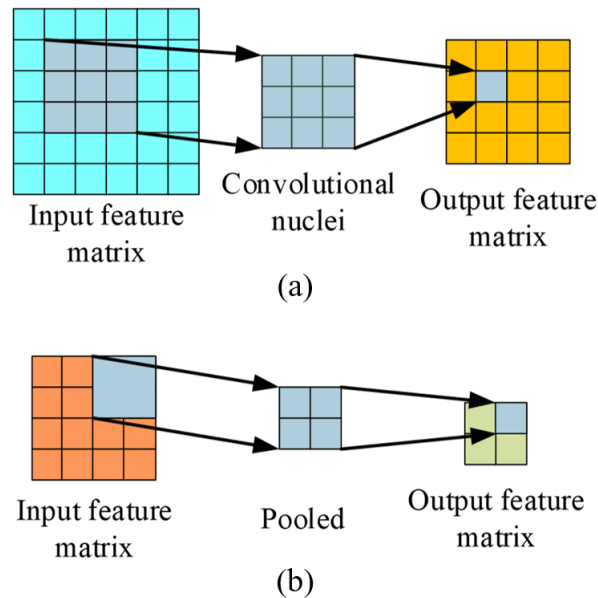 Input feature
matrix
Convolutional
nuclei
Output feature
matrix
(a)
Input feature
matrix
Pooled
Output feature
matrix
(b)